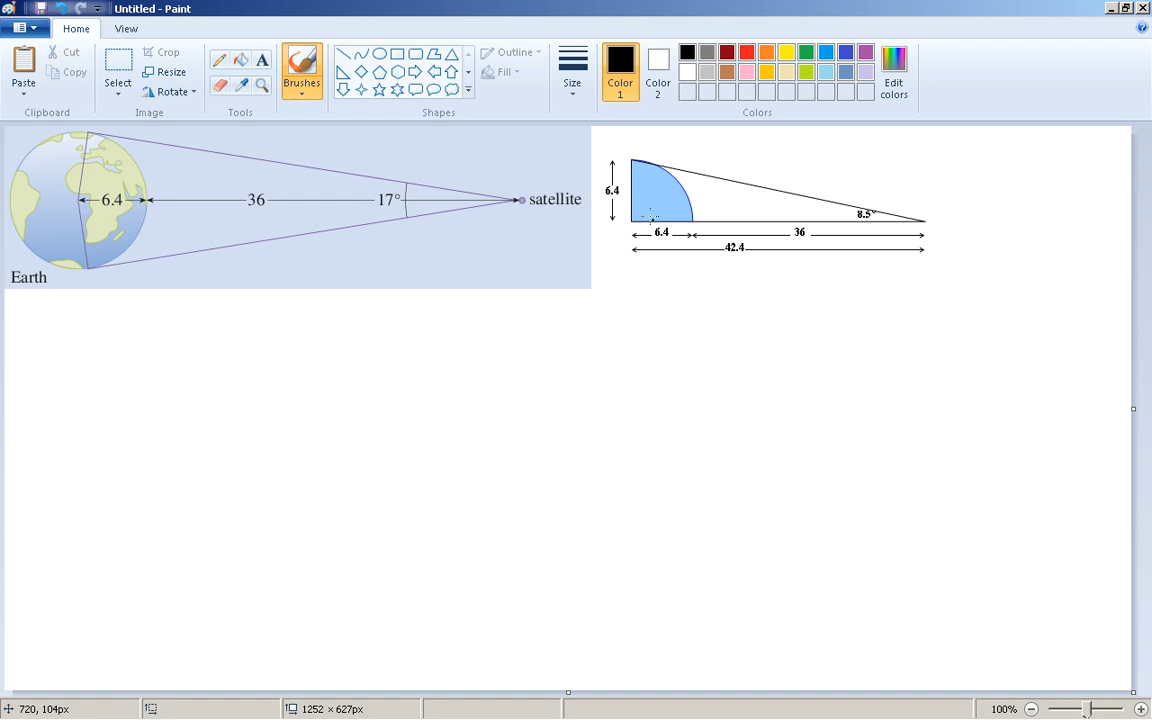 Untitled - Paint
Home View
Paste
Clipboard
Cut
Copy
Select
Crop
Resize
Rotate
Image
Tools
Brushes
Shapes
Outline
Fill
Size
Color 1
Color 2
Edit colors
Colors
6.4
36
17°
satellite
Earth
6.4
8.5°
6.4
36
42.4
720, 104px
1252 × 627px
100%